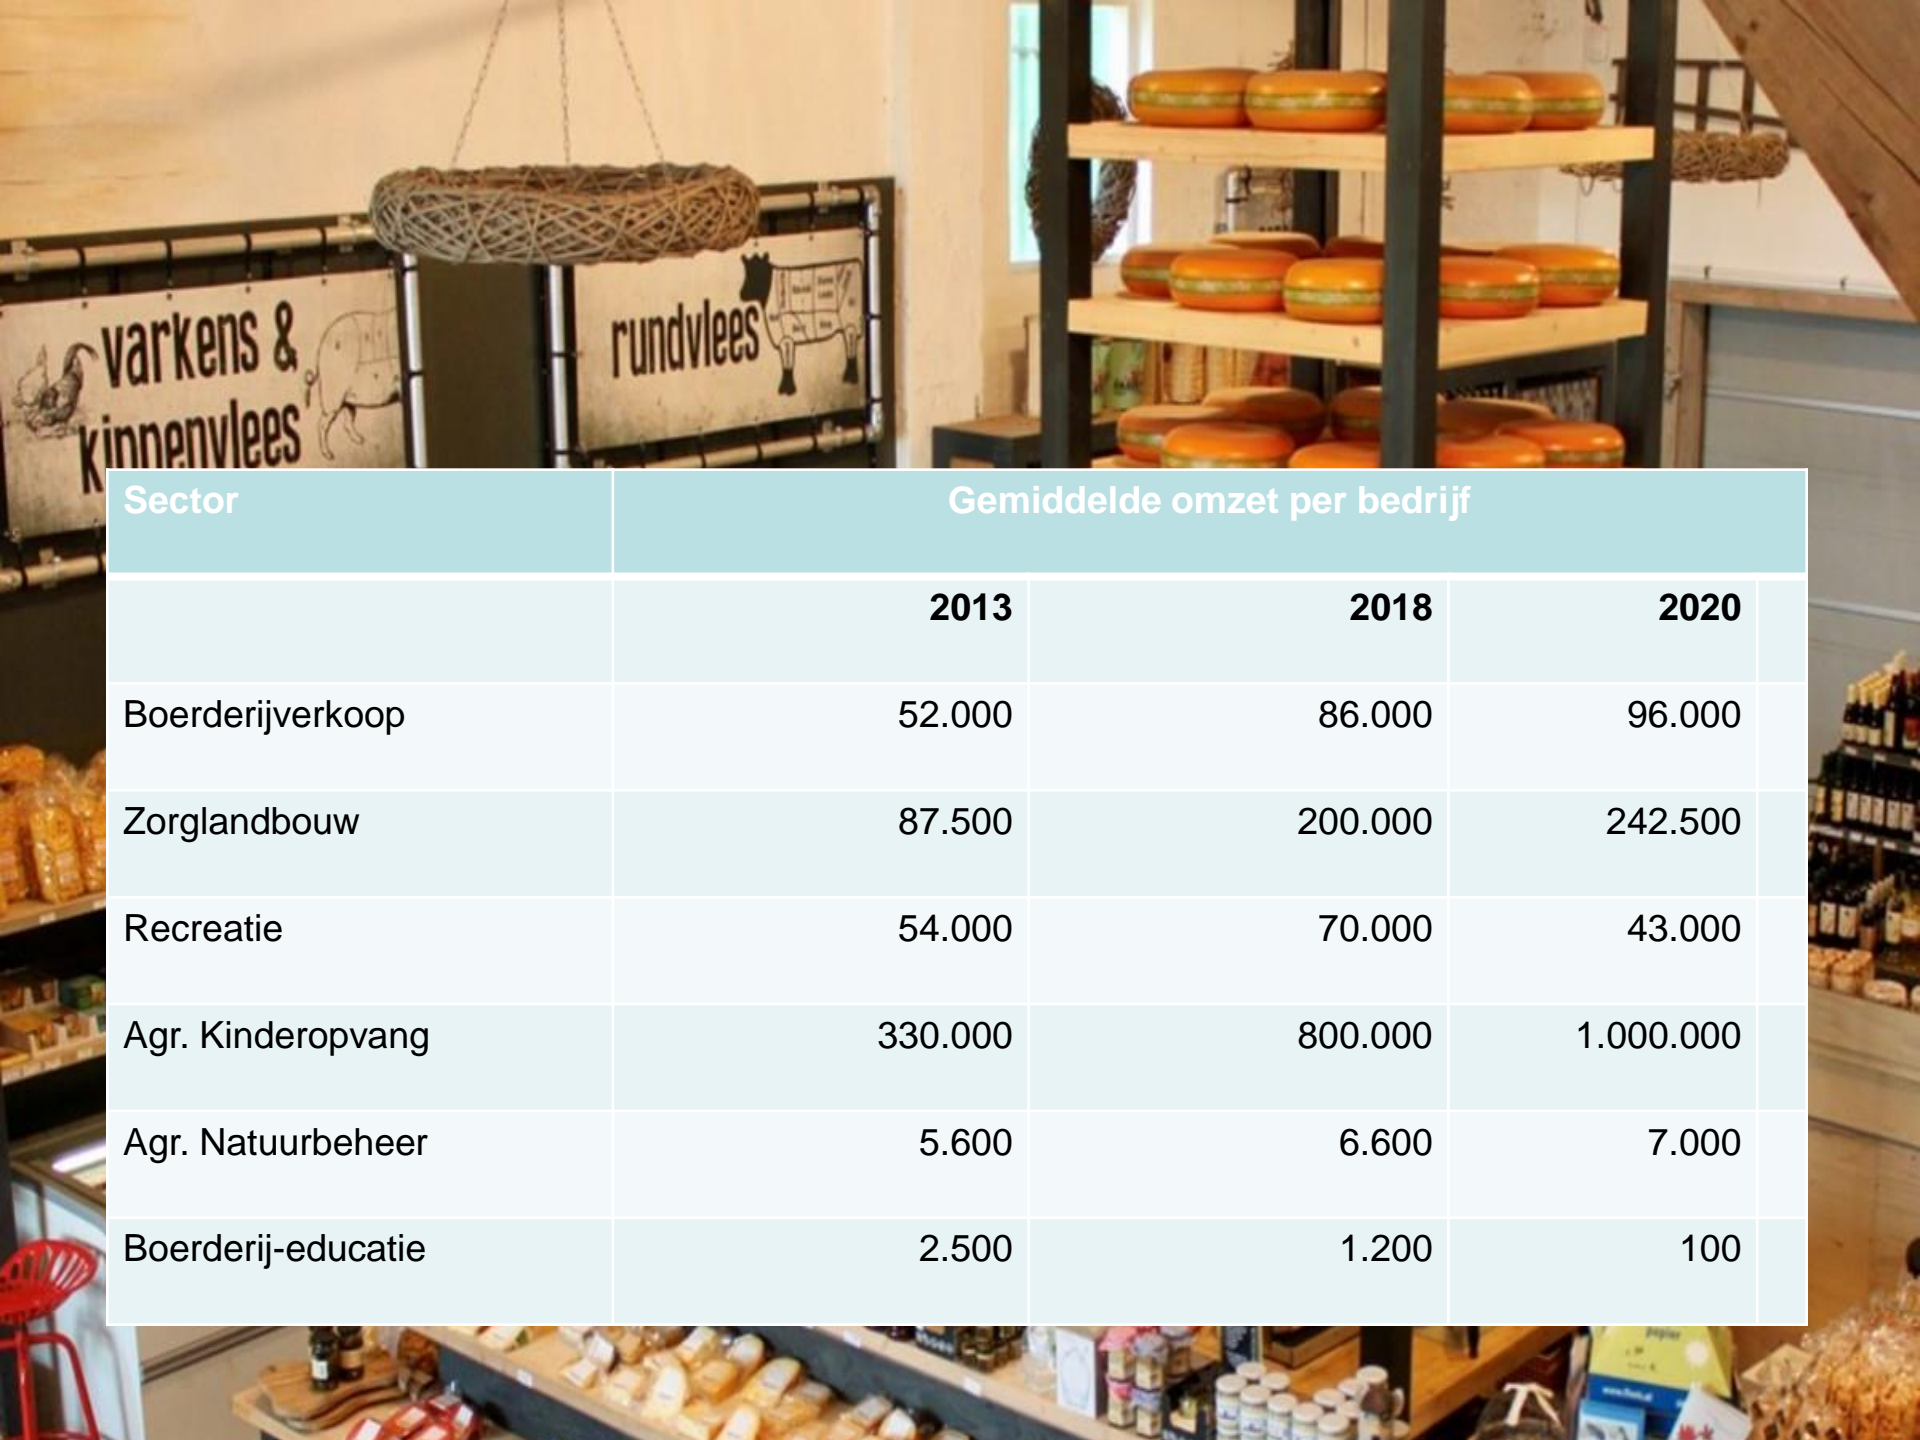 varkens &
kippenvlees
rundvlees
Sector Gemiddelde omzet per bedrijf
2013 2018 2020
Boerderijverkoop 52.000 86.000 96.000
Zorglandbouw 87.500 200.000 242.500
Recreatie 54.000 70.000 43.000
Agr. Kinderopvang 330.000 800.000 1.000.000
Agr. Natuurbeheer 5.600 6.600 7.000
Boerderij-educatie 2.500 1.200 100
papier